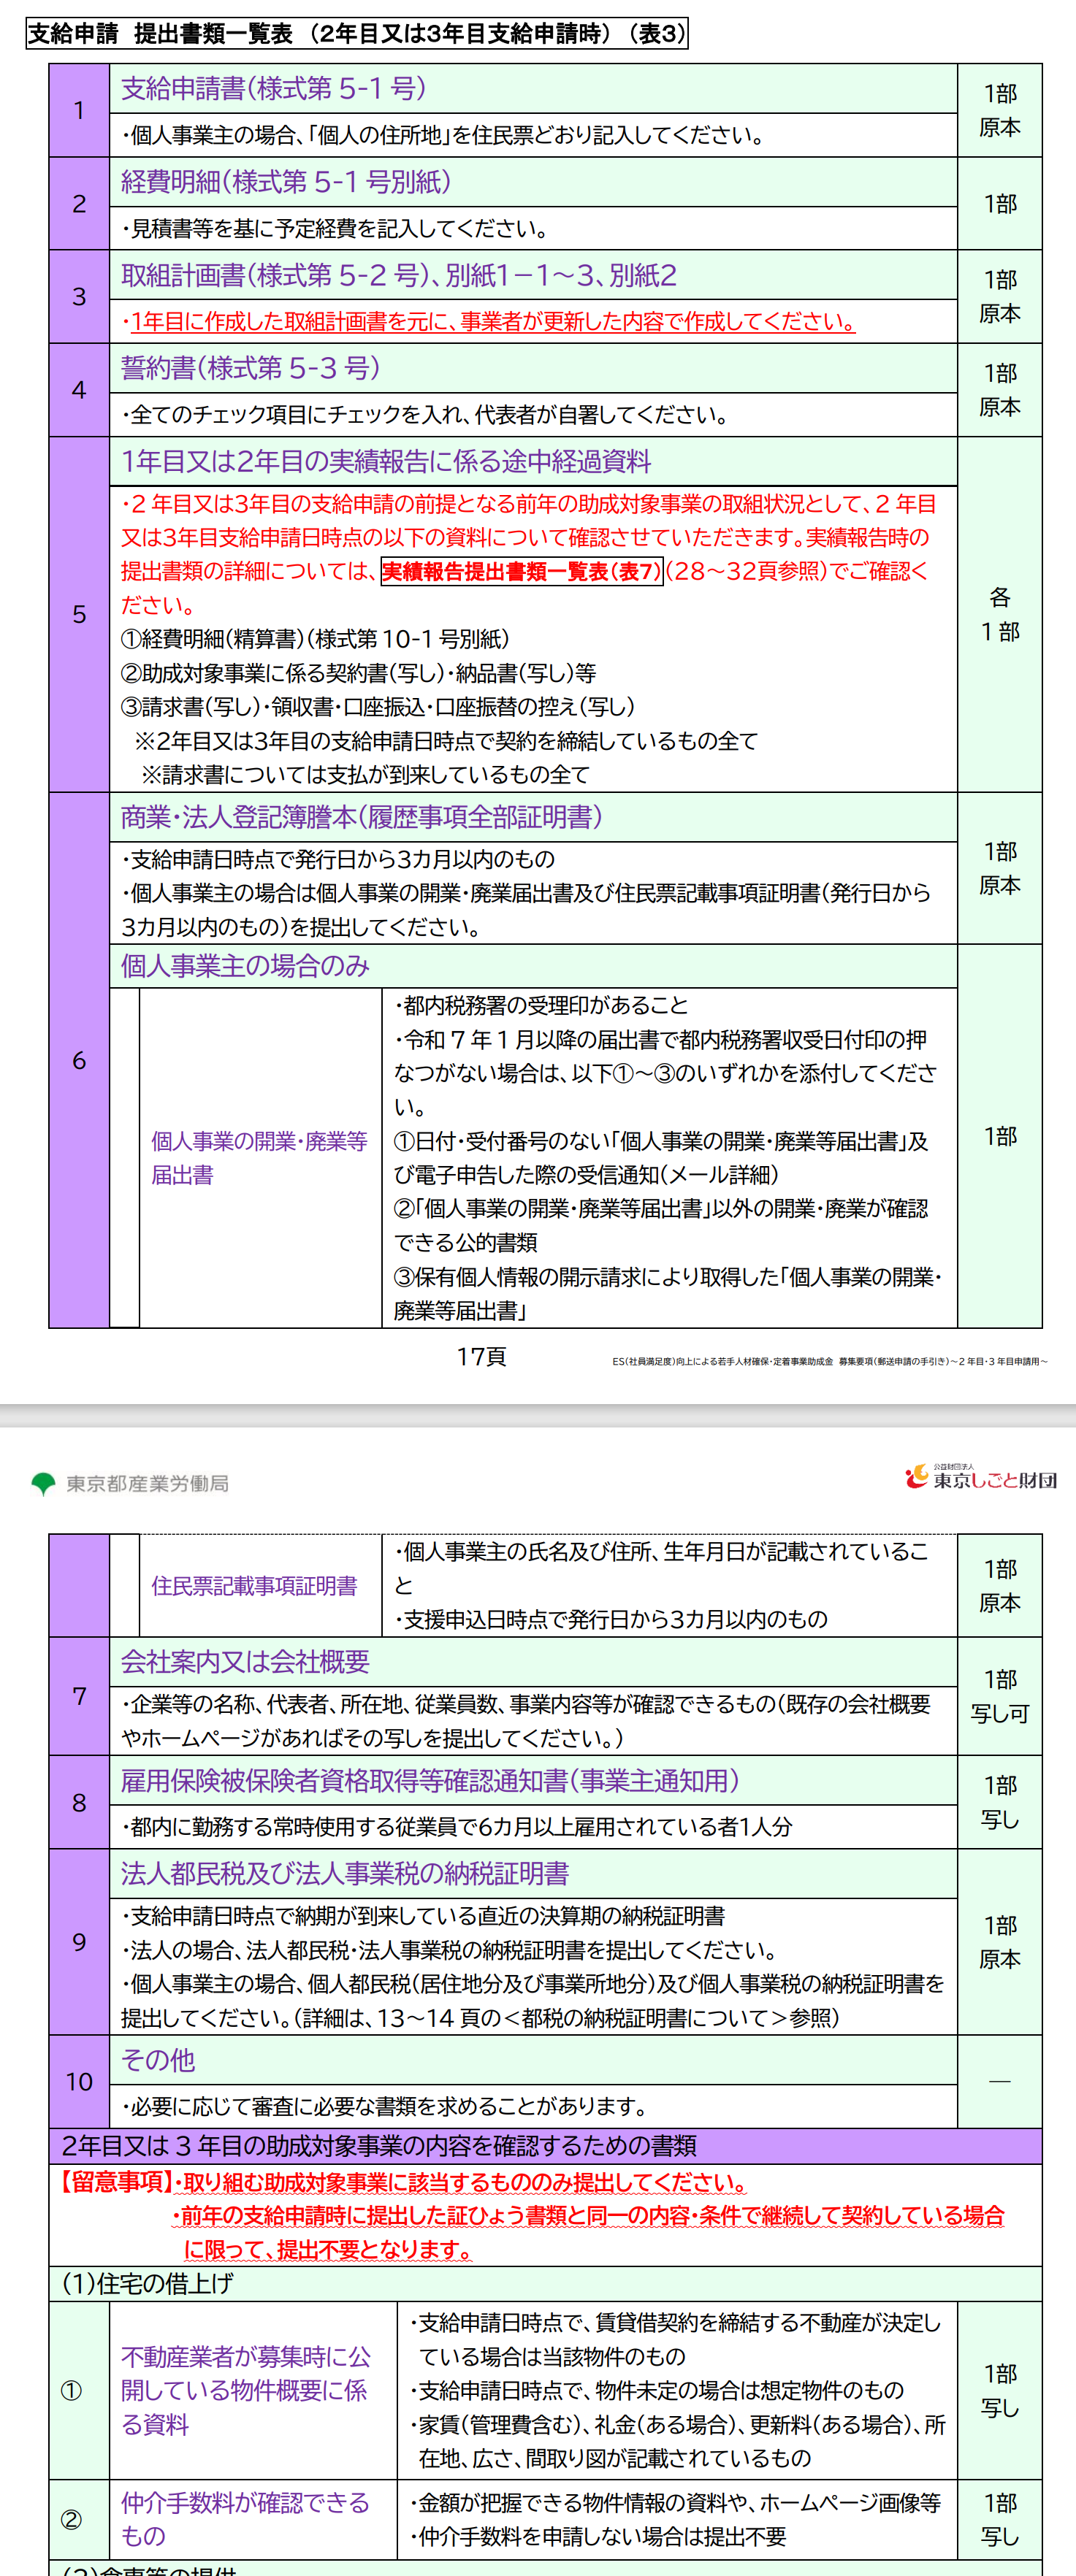 支給申請　提出書類一覧表　（2年目又は3年目支給申請時）　（表3）
1
支給申請書（様式第 5-1 号）
・個人事業主の場合、「個人の住所地」を住民票どおり記入してください。
1部
原本
2
経費明細（様式第 5-1 号別紙）
・見積書等を基に予定経費を記入してください。
1部
3
取組計画書（様式第 5-2 号）、別紙1－1～3、別紙2
・1年目に作成した取組計画書を元に、事業者が更新した内容で作成してください。
1部
原本
4
誓約書（様式第 5-3 号）
・全てのチェック項目にチェックを入れ、代表者が自署してください。
1部
原本
5
1年目又は2年目の実績報告に係る途中経過資料
・2 年目又は3年目の支給申請の前提となる前年の助成対象事業の取組状況として、2 年目
又は3年目支給申請日時点の以下の資料について確認させていただきます。実績報告時の
提出書類の詳細については、実績報告提出書類一覧表（表7）（28～32頁参照）でご確認く
ださい。
①経費明細（精算書）（様式第 10-1 号別紙）
②助成対象事業に係る契約書（写し）・納品書（写し）等
③請求書（写し）・領収書・口座振込・口座振替の控え（写し）
※2年目又は3年目の支給申請日時点で契約を締結しているもの全て
※請求書については支払が到来しているもの全て
各
1 部
6
商業・法人登記簿謄本（履歴事項全部証明書）
・支給申請日時点で発行日から3カ月以内のもの
・個人事業主の場合は個人事業の開業・廃業届出書及び住民票記載事項証明書（発行日から
3カ月以内のもの）を提出してください。
1部
原本
個人事業主の場合のみ
個人事業の開業・廃業等
届出書
・都内税務署の受理印があること
・令和 7 年 1 月以降の届出書で都内税務署収受日付印の押
なつがない場合は、以下①～③のいずれかを添付してくださ
い。
①日付・受付番号のない「個人事業の開業・廃業等届出書」及
び電子申告した際の受信通知（メール詳細）
②「個人事業の開業・廃業等届出書」以外の開業・廃業が確認
できる公的書類
③保有個人情報の開示請求により取得した「個人事業の開業・
廃業等届出書」
1部
17頁
ES（社員満足度）向上による若手人材確保・定着事業助成金　募集要項（郵送申請の手引き）～2 年目・3 年目申請用～
東京都産業労働局
公益財団法人
東京しごと財団
住民票記載事項証明書
・個人事業主の氏名及び住所、生年月日が記載されているこ
と
・支援申込日時点で発行日から3カ月以内のもの
1部
原本
7
会社案内又は会社概要
・企業等の名称、代表者、所在地、従業員数、事業内容等が確認できるもの（既存の会社概要
やホームページがあればその写しを提出してください。）
1部
写し可
8
雇用保険被保険者資格取得等確認通知書（事業主通知用）
・都内に勤務する常時使用する従業員で6カ月以上雇用されている者1人分
1部
写し
9
法人都民税及び法人事業税の納税証明書
・支給申請日時点で納期が到来している直近の決算期の納税証明書
・法人の場合、法人都民税・法人事業税の納税証明書を提出してください。
・個人事業主の場合、個人都民税（居住地分及び事業所地分）及び個人事業税の納税証明書を
提出してください。（詳細は、13～14 頁の＜都税の納税証明書について＞参照）
1部
原本
10
その他
・必要に応じて審査に必要な書類を求めることがあります。
―
2年目又は 3 年目の助成対象事業の内容を確認するための書類
【留意事項】・取り組む助成対象事業に該当するもののみ提出してください。
・前年の支給申請時に提出した証ひょう書類と同一の内容・条件で継続して契約している場合
に限って、提出不要となります。
（1）住宅の借上げ
①
不動産業者が募集時に公
開している物件概要に係
る資料
・支給申請日時点で、賃貸借契約を締結する不動産が決定し
ている場合は当該物件のもの
・支給申請日時点で、物件未定の場合は想定物件のもの
・家賃（管理費含む）、礼金（ある場合）、更新料（ある場合）、所
在地、広さ、間取り図が記載されているもの
1部
写し
②
仲介手数料が確認できる
もの
・金額が把握できる物件情報の資料や、ホームページ画像等
・仲介手数料を申請しない場合は提出不要
1部
写し
（2）食事等の提供